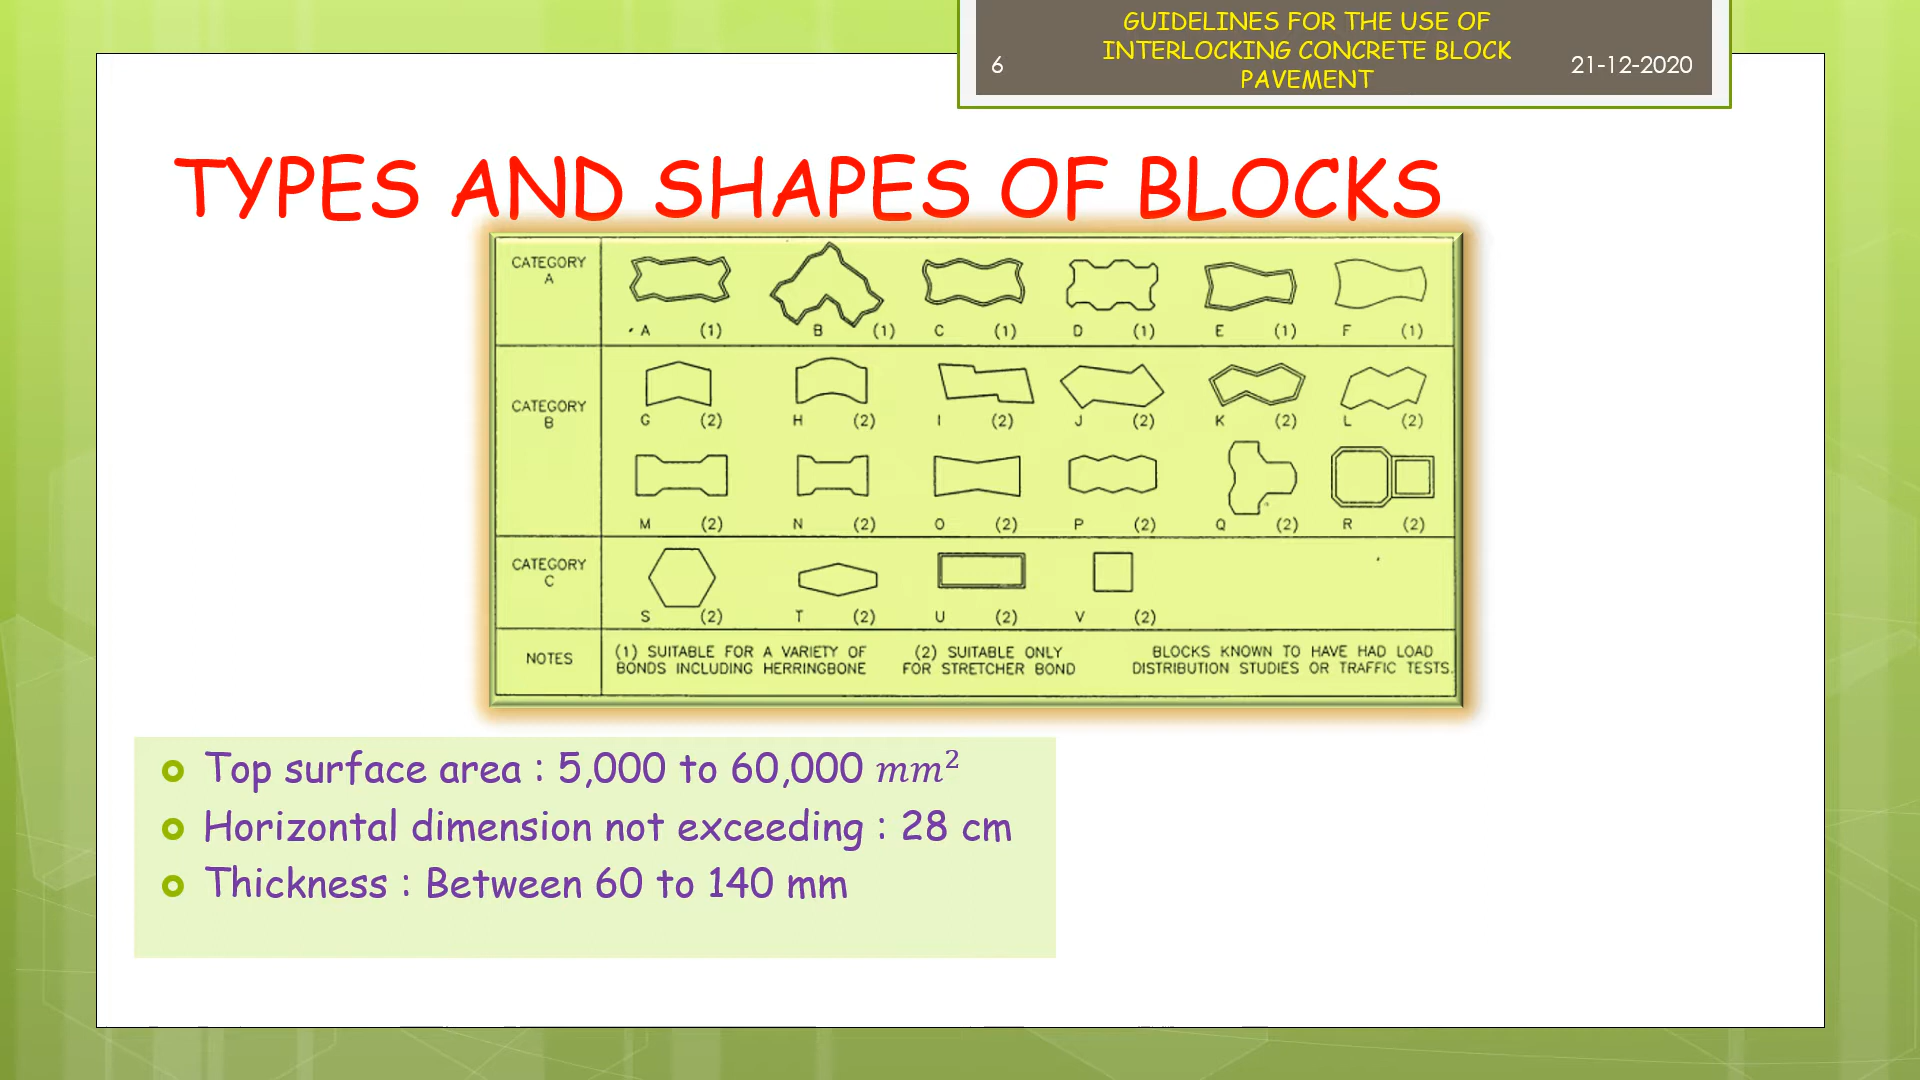 GUIDELINES FOR THE USE OF
INTERLOCKING CONCRETE BLOCK
PAVEMENT
6
21-12-2020
TYPES AND SHAPES OF BLOCKS
CATEGORY
A
A (1) B (1) C (1) D (1) E (1) F (1)
CATEGORY
B
G (2) H (2) I (2) J (2) K (2) L (2)
M (2) N (2) O (2) P (2) Q (2) R (2)
CATEGORY
C
S (2) T (2) U (2) V (2)
NOTES
(1) SUITABLE FOR A VARIETY OF
BONDS INCLUDING HERRINGBONE
(2) SUITABLE ONLY
FOR STRETCHER BOND
BLOCKS KNOWN TO HAVE HAD LOAD
DISTRIBUTION STUDIES OR TRAFFIC TESTS.
Top surface area : 5,000 to 60,000 mm²
Horizontal dimension not exceeding : 28 cm
Thickness : Between 60 to 140 mm